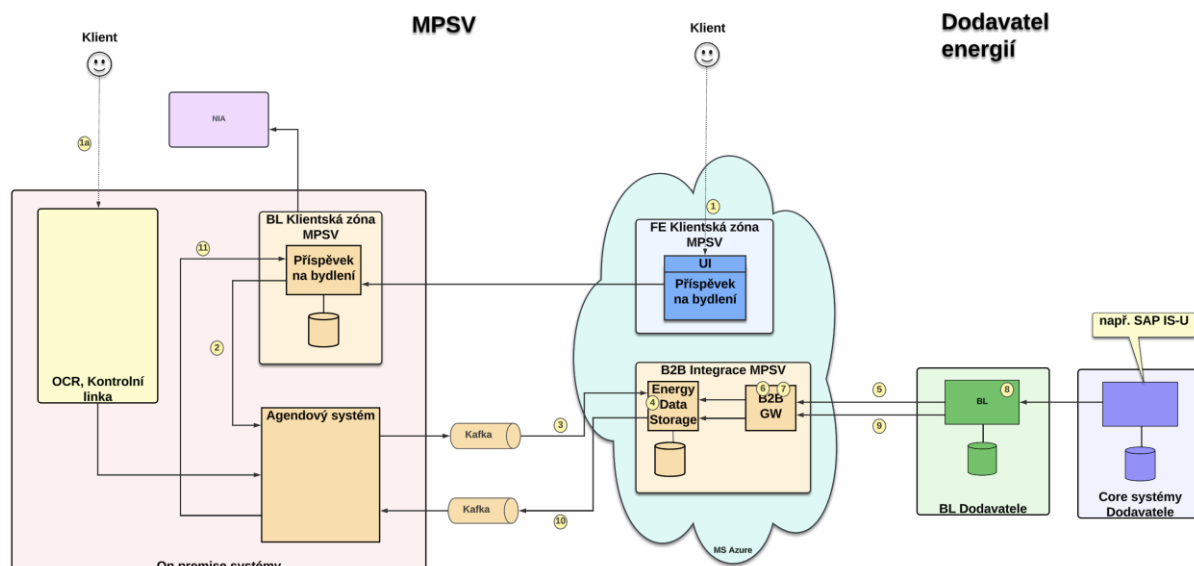 MPSV
Dodavatel
energií
Klient
Klient
NIA
1a
1
BL Klientská zóna
MPSV
Příspěvek
na bydlení
11
2
FE Klientská zóna
MPSV
UI
Příspěvek
na bydlení
např. SAP IS-U
OCR, Kontrolní
linka
B2B Integrace MPSV
Energy
Data
Storage
4
6
7
B2B
GW
5
9
BL
8
Agendový systém
Kafka
3
Kafka
10
BL Dodavatele
Core systémy
Dodavatele
MS Azure
On premise systémy